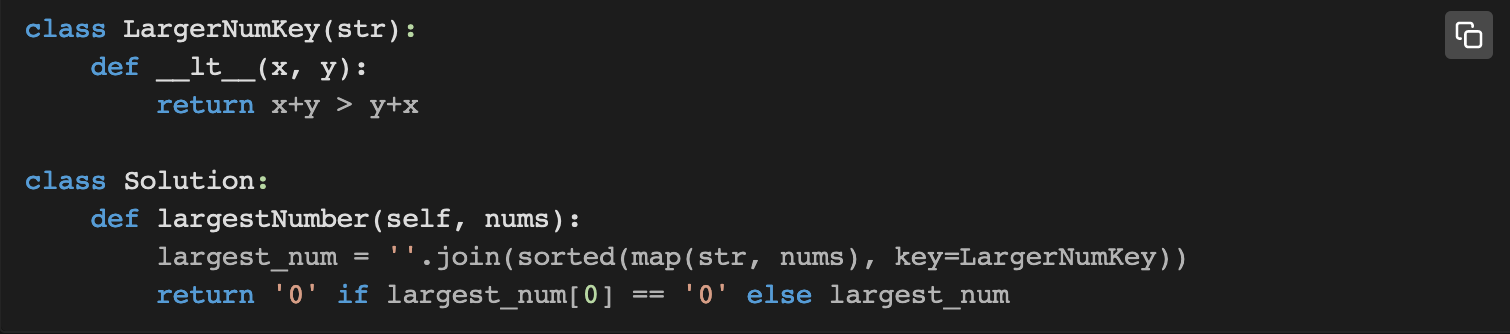 class LargerNumKey(str):
    def __lt__(x, y):
        return x+y > y+x

class Solution:
    def largestNumber(self, nums):
        largest_num = ''.join(sorted(map(str, nums), key=LargerNumKey))
        return '0' if largest_num[0] == '0' else largest_num